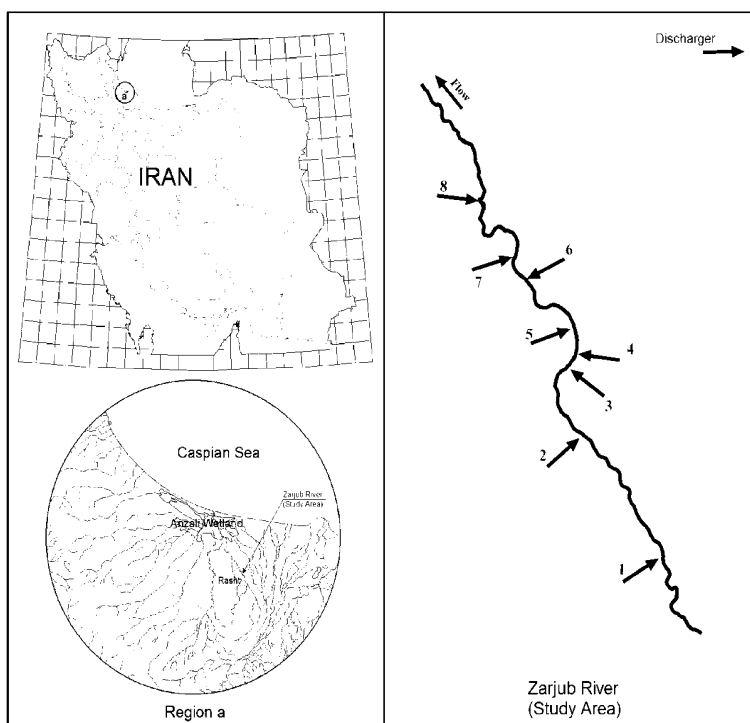 a
IRAN
Caspian Sea
Zarjub River
(Study Area)
Anzali Wetland
Rasht
Region a
Discharger
Flow
8
6
7
5
4
3
2
1
Zarjub River
(Study Area)